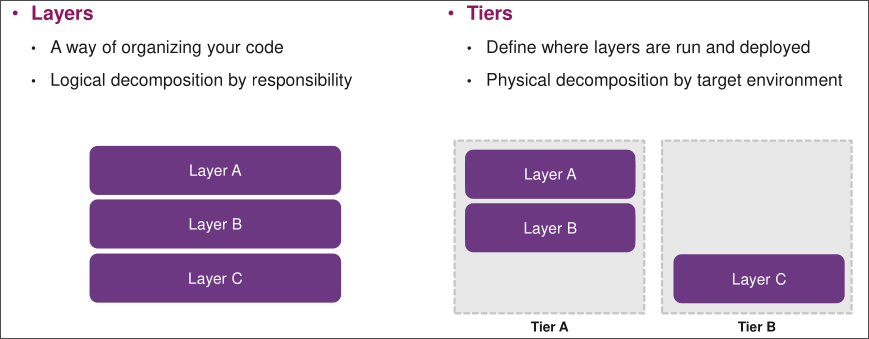 • Layers
• A way of organizing your code
• Logical decomposition by responsibility
Layer A
Layer B
Layer C
• Tiers
• Define where layers are run and deployed
• Physical decomposition by target environment
Layer A
Layer B
Tier A
Layer C
Tier B